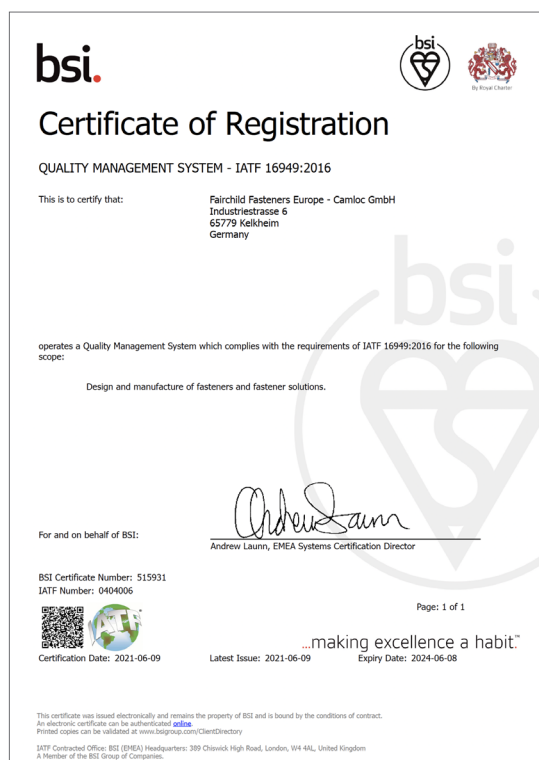 bsi.
bsi
By Royal Charter
Certificate of Registration
QUALITY MANAGEMENT SYSTEM - IATF 16949:2016
This is to certify that:
Fairchild Fasteners Europe - Camloc GmbH
Industriestrasse 6
65779 Kelkheim
Germany
bsi
operates a Quality Management System which complies with the requirements of IATF 16949:2016 for the following
scope:
Design and manufacture of fasteners and fastener solutions.
For and on behalf of BSI:
Andrew Launn
Andrew Launn, EMEA Systems Certification Director
BSI Certificate Number: 515931
IATF Number: 0404006
Page: 1 of 1
IATF
...making excellence a habit.™
Certification Date: 2021-06-09
Latest Issue: 2021-06-09
Expiry Date: 2024-06-08
This certificate was issued electronically and remains the property of BSI and is bound by the conditions of contract.
An electronic certificate can be authenticated online.
Printed copies can be validated at www.bsigroup.com/ClientDirectory
IATF Contracted Office: BSI (EMEA) Headquarters: 389 Chiswick High Road, London, W4 4AL, United Kingdom
A Member of the BSI Group of Companies.